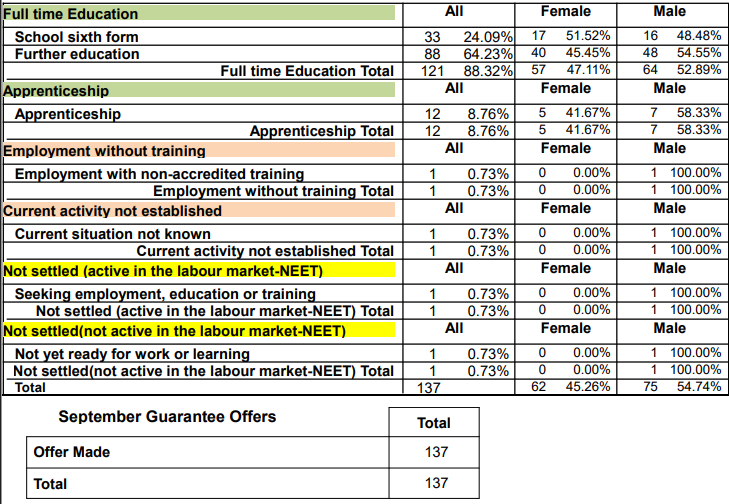 Full time Education All Female Male
School sixth form 33 24.09% 17 51.52% 16 48.48%
Further education 88 64.23% 40 45.45% 48 54.55%
Full time Education Total 121 88.32% 57 47.11% 64 52.89%
Apprenticeship All Female Male
Apprenticeship 12 8.76% 5 41.67% 7 58.33%
Apprenticeship Total 12 8.76% 5 41.67% 7 58.33%
Employment without training All Female Male
Employment with non-accredited training 1 0.73% 0 0.00% 1 100.00%
Employment without training Total 1 0.73% 0 0.00% 1 100.00%
Current activity not established All Female Male
Current situation not known 1 0.73% 0 0.00% 1 100.00%
Current activity not established Total 1 0.73% 0 0.00% 1 100.00%
Not settled (active in the labour market-NEET) All Female Male
Seeking employment, education or training 1 0.73% 0 0.00% 1 100.00%
Not settled (active in the labour market-NEET) Total 1 0.73% 0 0.00% 1 100.00%
Not settled(not active in the labour market-NEET) All Female Male
Not yet ready for work or learning 1 0.73% 0 0.00% 1 100.00%
Not settled(not active in the labour market-NEET) Total 1 0.73% 0 0.00% 1 100.00%
Total 137 62 45.26% 75 54.74%
September Guarantee Offers Total
Offer Made 137
Total 137